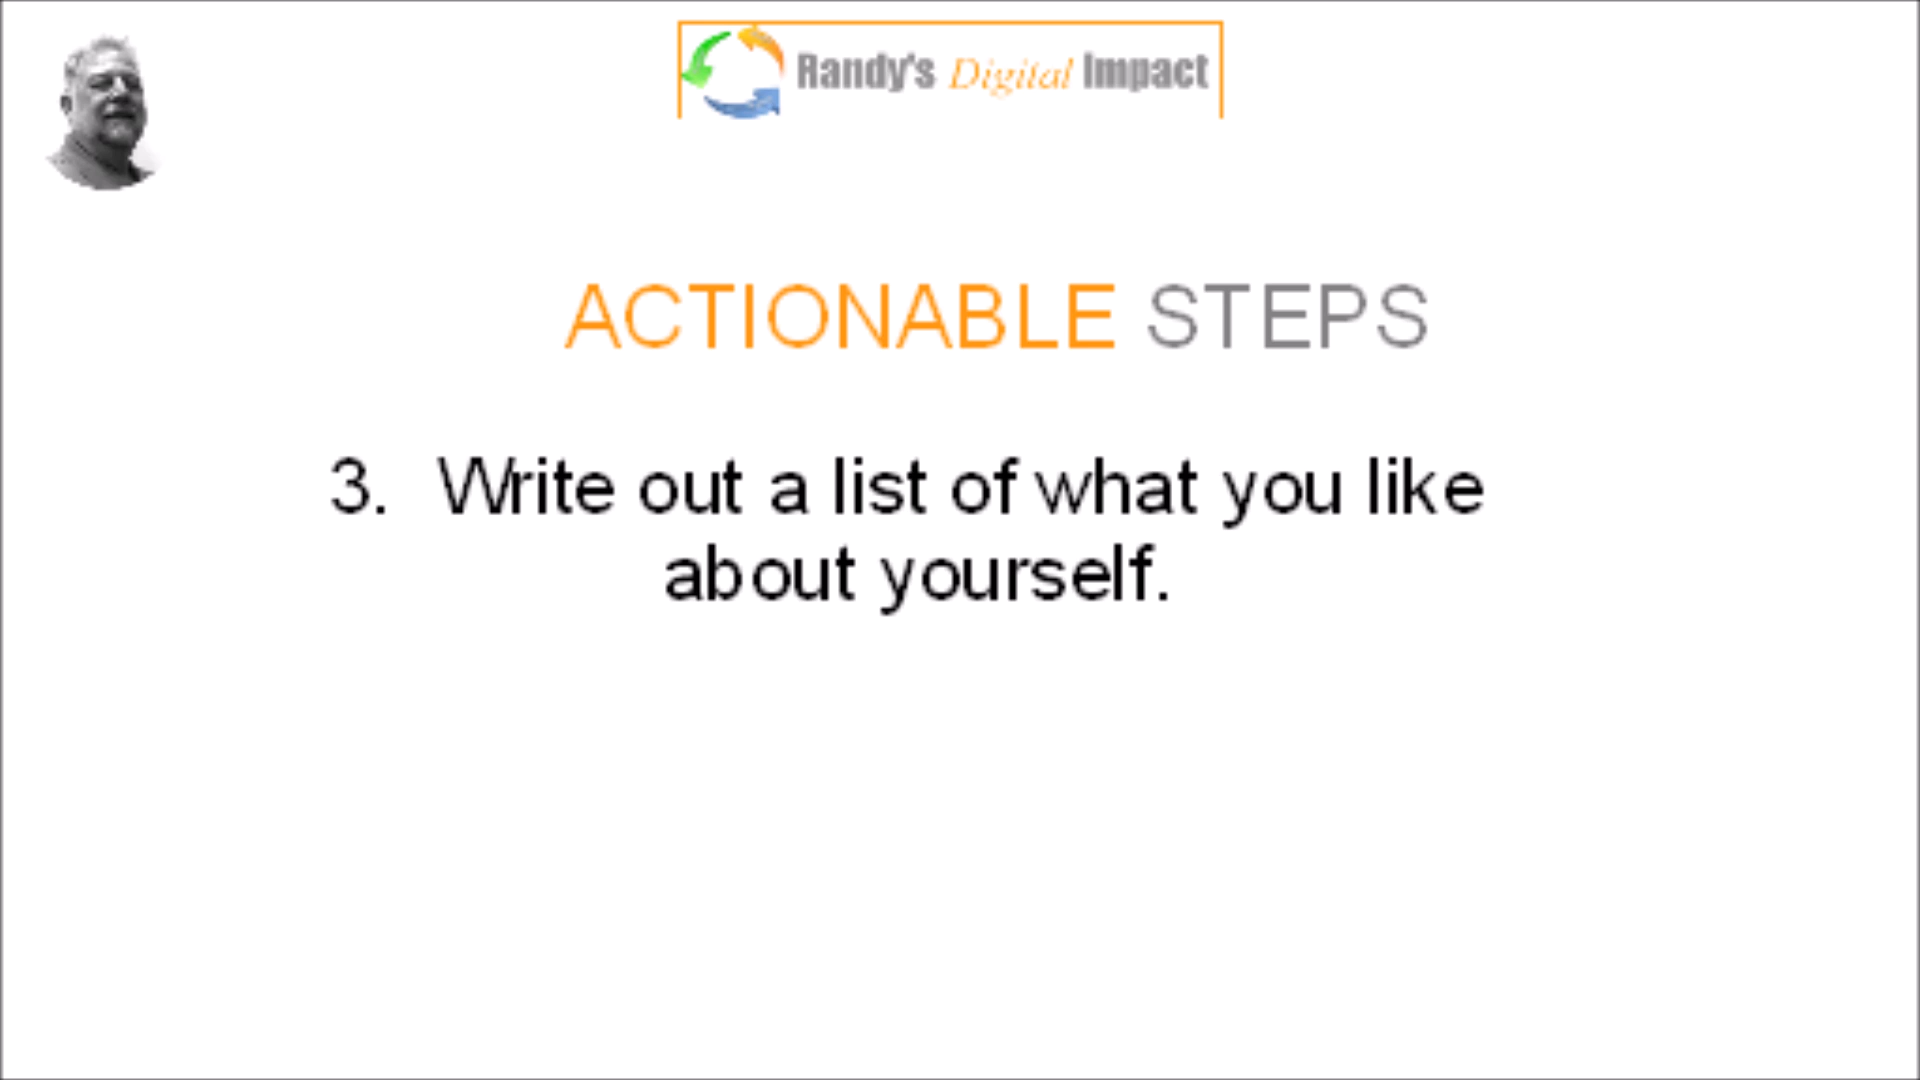 Randy's Digital Impact
ACTIONABLE STEPS
3. Write out a list of what you like
about yourself.